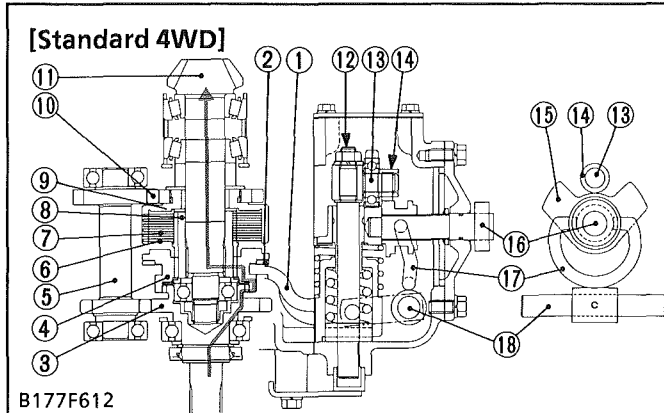 [Standard 4WD]
② ① ⑫ ⑬ ⑭
⑪
⑩
⑨
⑧
⑦
⑥
⑤
④
③
⑮ ⑭ ⑬
⑯
⑰
⑱
C
B177F612